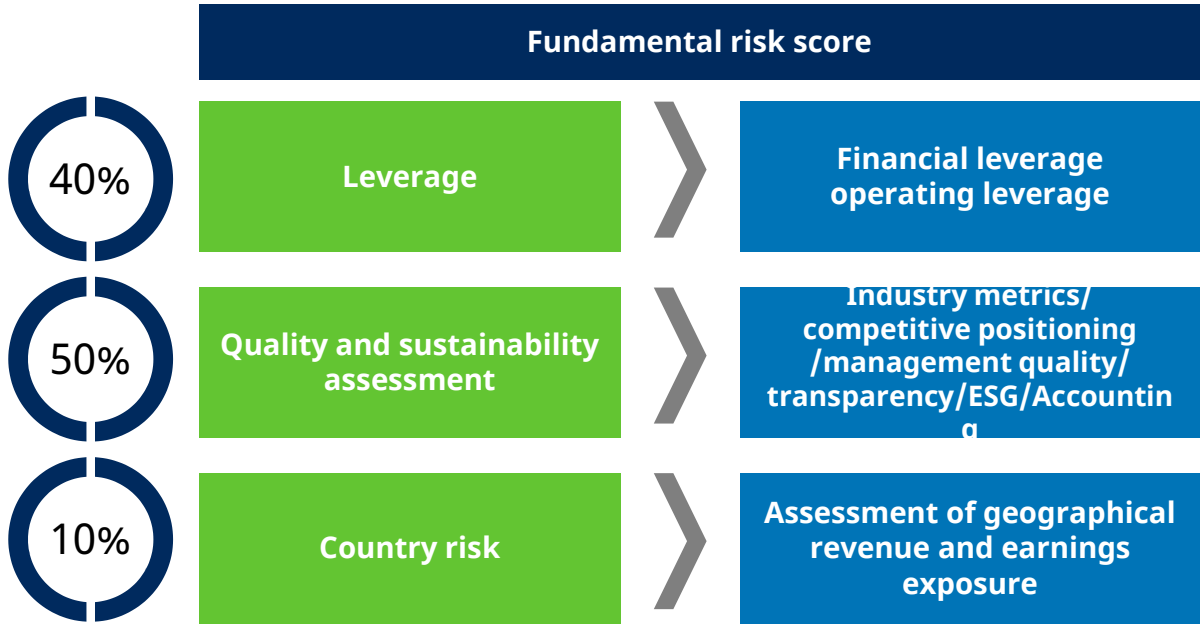 Fundamental risk score
40%
Leverage
Financial leverage
operating leverage
50%
Quality and sustainability
assessment
Industry metrics/
competitive positioning
/management quality/
transparency/ESG/Accountin
g
10%
Country risk
Assessment of geographical
revenue and earnings
exposure